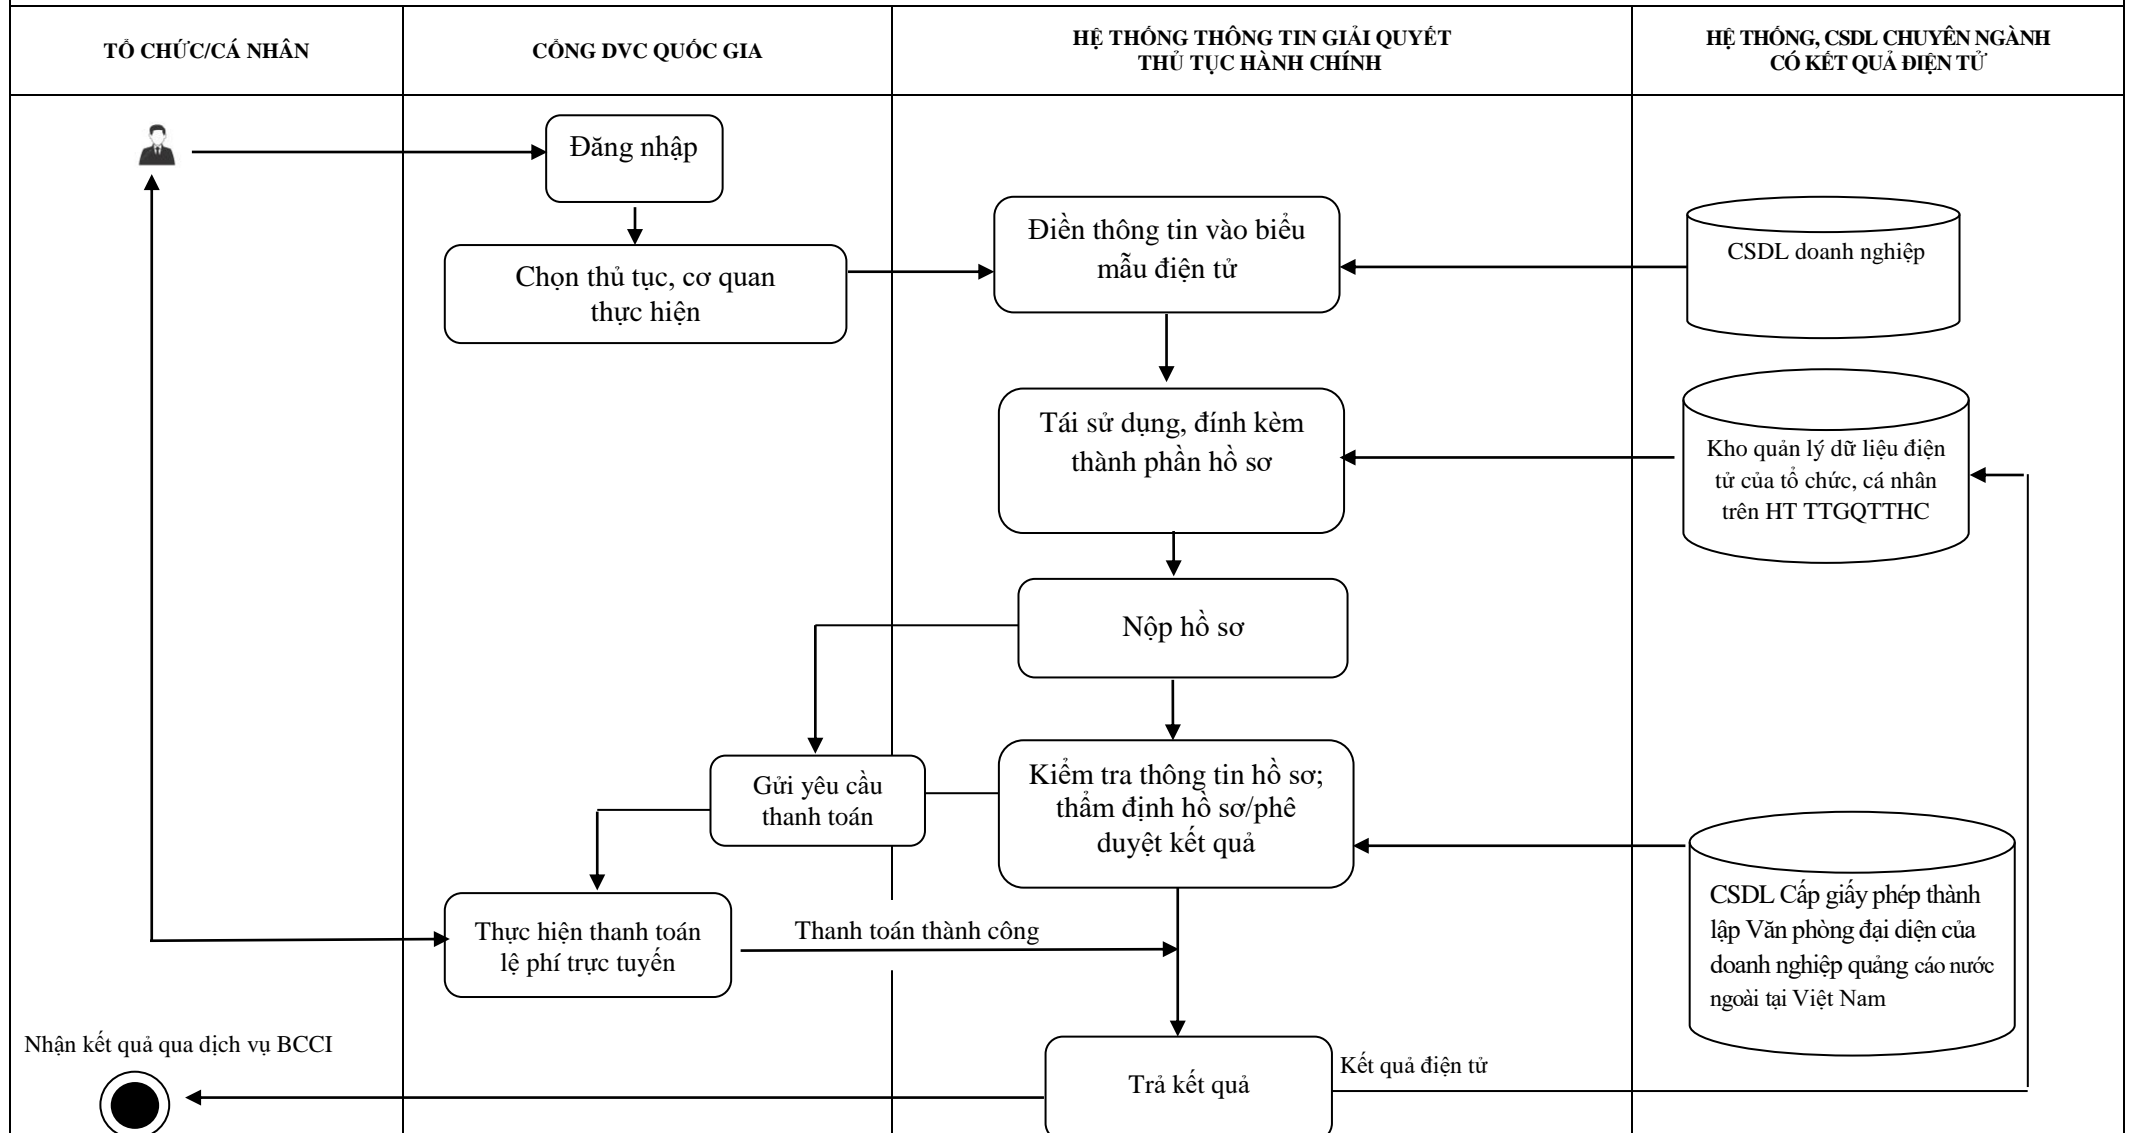 TỔ CHỨC/CÁ NHÂN
CỔNG DVC QUỐC GIA
HỆ THỐNG THÔNG TIN GIẢI QUYẾT
THỦ TỤC HÀNH CHÍNH
HỆ THỐNG, CSDL CHUYÊN NGÀNH
CÓ KẾT QUẢ ĐIỆN TỬ
Đăng nhập
Chọn thủ tục, cơ quan
thực hiện
Điền thông tin vào biểu
mẫu điện tử
CSDL doanh nghiệp
Tái sử dụng, đính kèm
thành phần hồ sơ
Kho quản lý dữ liệu điện
tử của tổ chức, cá nhân
trên HT TTGQTTHC
Nộp hồ sơ
Gửi yêu cầu
thanh toán
Kiểm tra thông tin hồ sơ;
thẩm định hồ sơ/phê
duyệt kết quả
CSDL Cấp giấy phép thành
lập Văn phòng đại diện của
doanh nghiệp quảng cáo nước
ngoài tại Việt Nam
Thực hiện thanh toán
lệ phí trực tuyến
Thanh toán thành công
Nhận kết quả qua dịch vụ BCCI
Trả kết quả
Kết quả điện tử